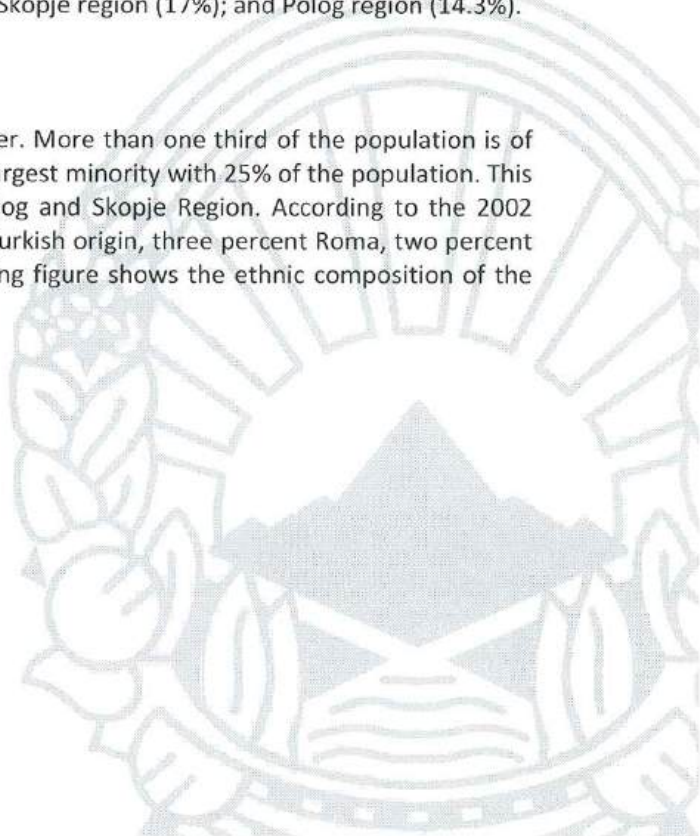 Skopje region (17%); and Polog region (14.3%).
er. More than one third of the population is of
rgest minority with 25% of the population. This
og and Skopje Region. According to the 2002
urkish origin, three percent Roma, two percent
ng figure shows the ethnic composition of the